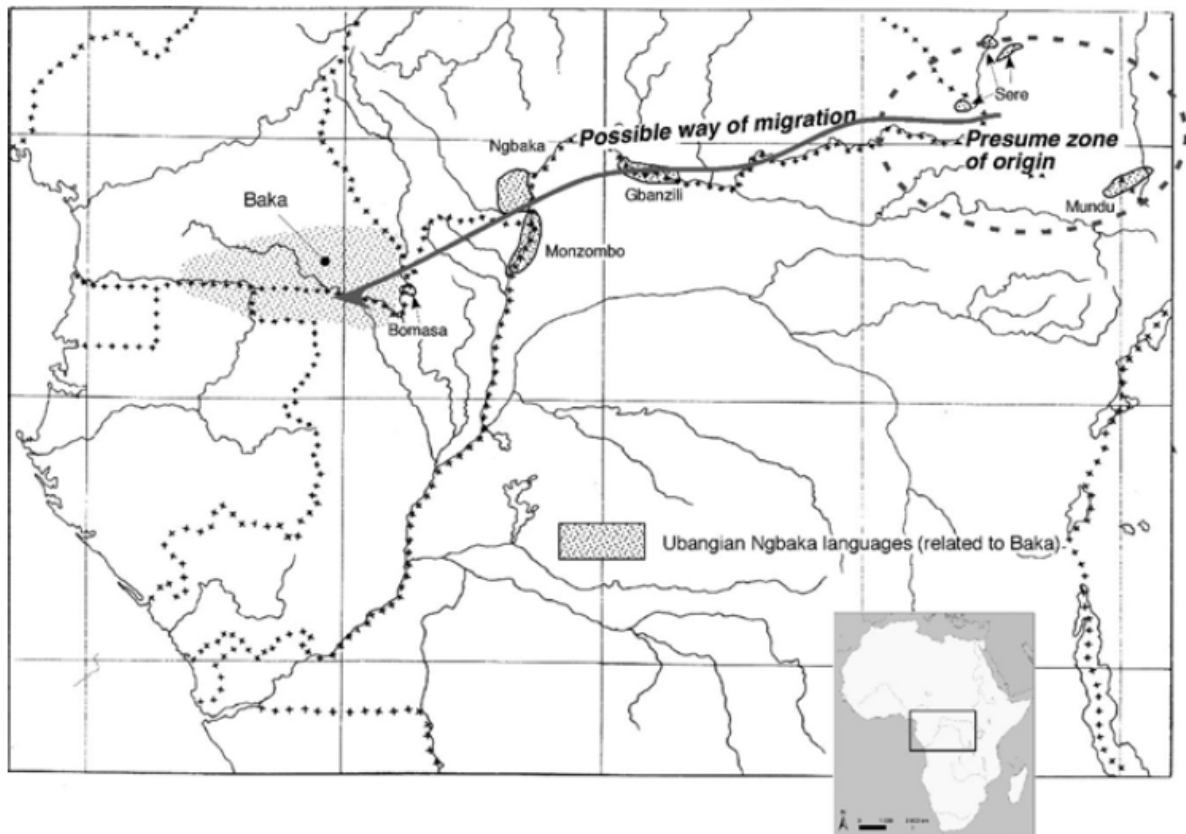 Sere
Possible way of migration
Ngbaka
Presume zone
of origin
Baka
Gbanzili
Mundu
Monzombo
Bomasa
Ubangian Ngbaka languages (related to Baka)
N
0